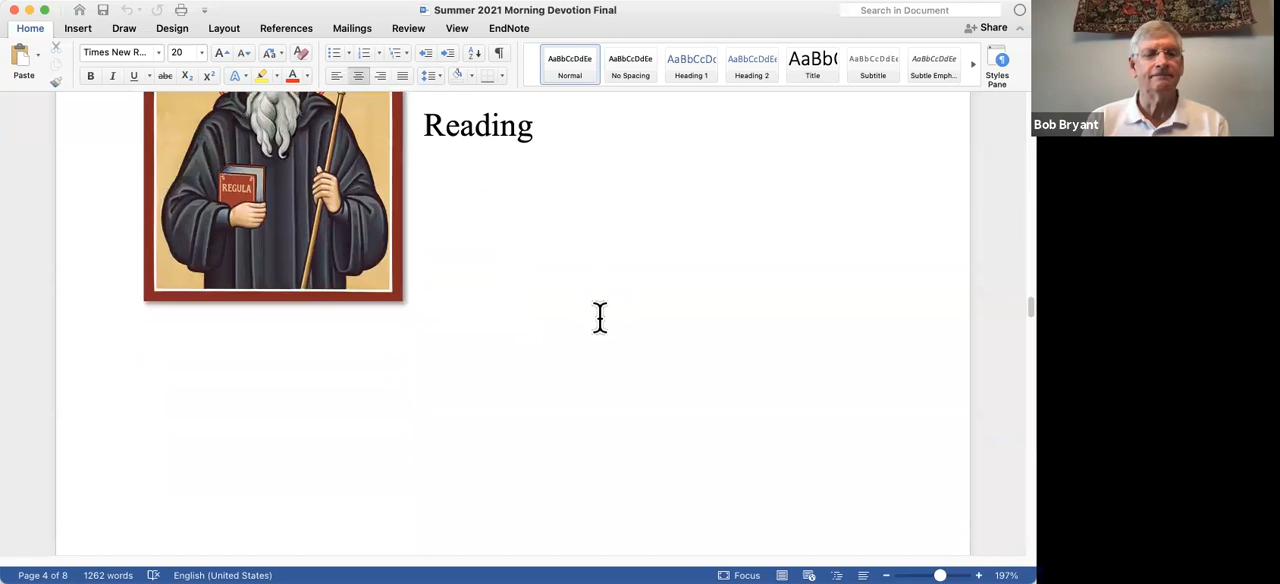 Summer 2021 Morning Devotion Final
Search in Document
Home Insert Draw Design Layout References Mailings Review View EndNote
Share
Paste
Times New R... 20
AaBbCcDdEe AaBbCcDdEe AaBbCcDc AaBbCcDdEe AaBb( AaBbCcDdEe AaBbCcDdEe
Normal No Spacing Heading 1 Heading 2 Title Subtitle Subtle Emph...
Styles
Pane
B I U abc X₂ X² A A
Bob Bryant
Reading
REGULA
Page 4 of 8 1262 words English (United States) Focus 197%